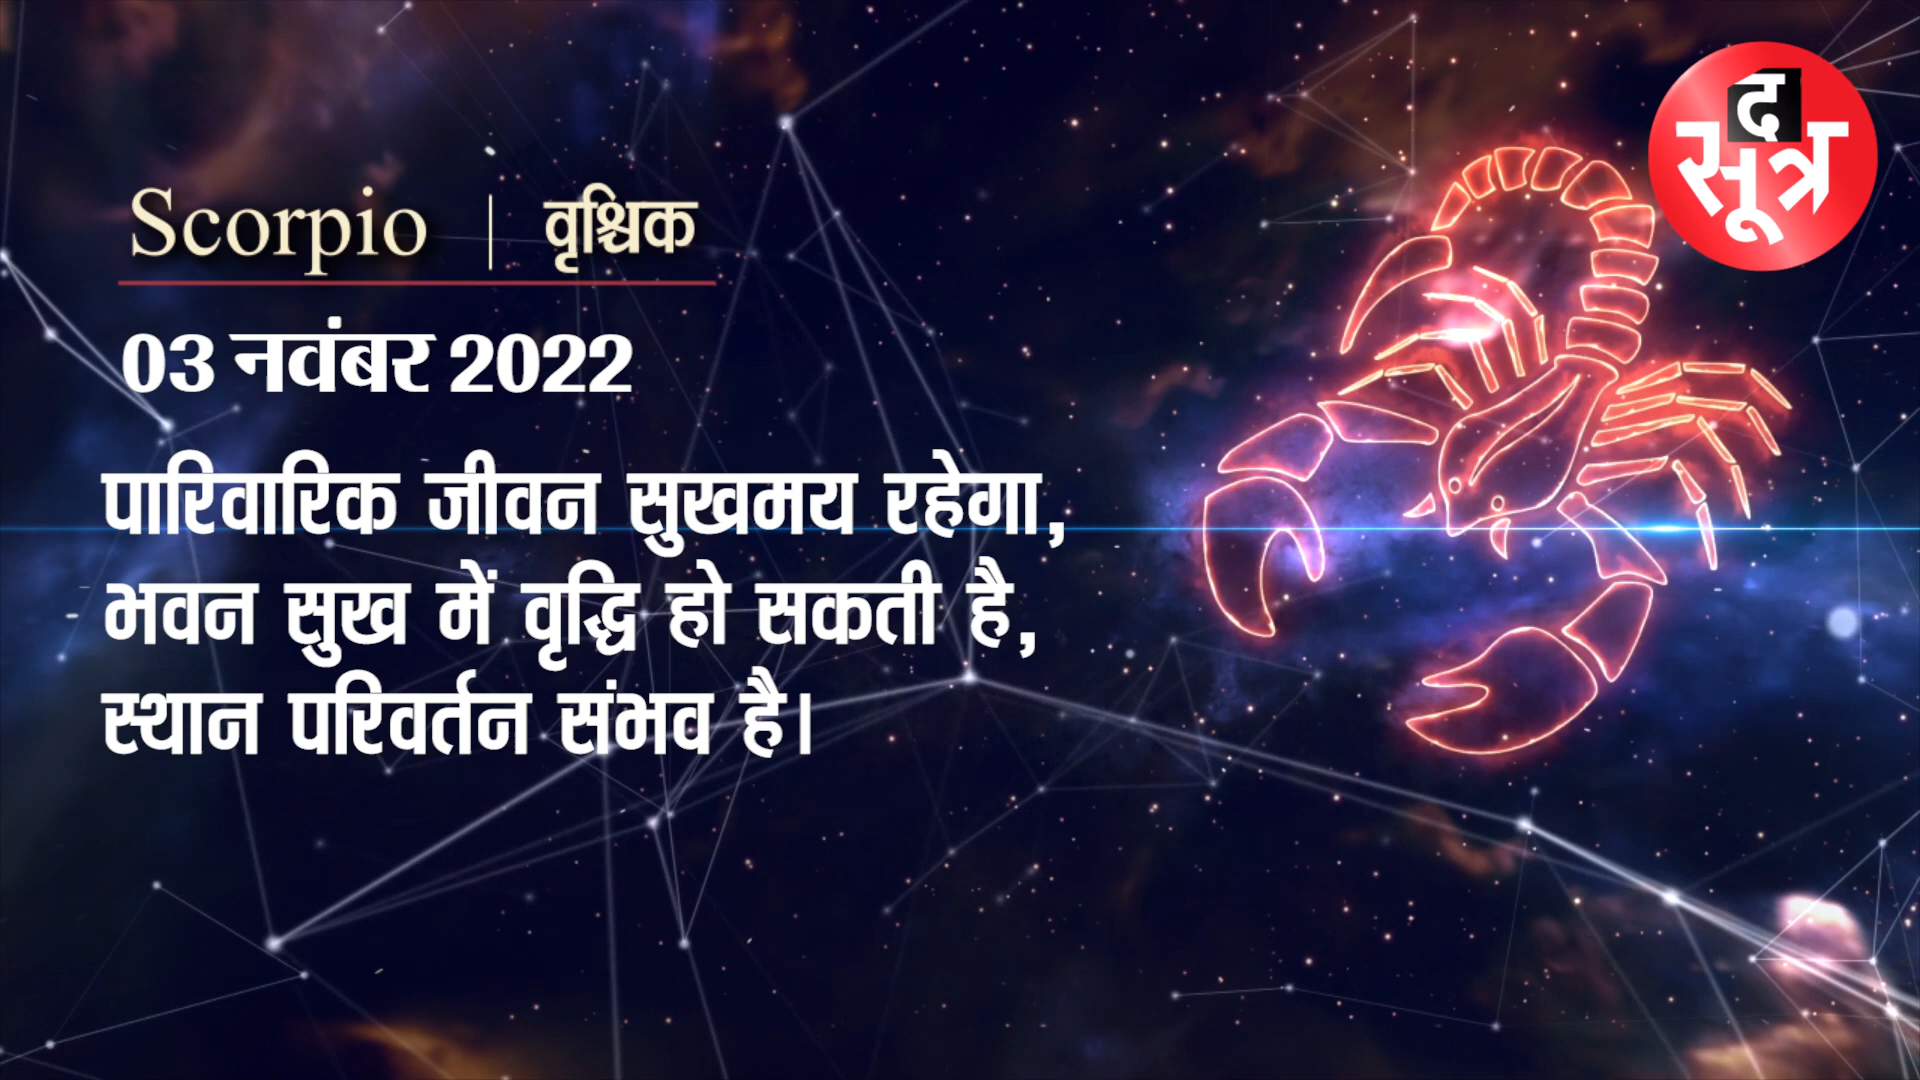 द
सूत्र
Scorpio | वृश्चिक
03 नवंबर 2022
पारिवारिक जीवन सुखमय रहेगा,
भवन सुख में वृद्धि हो सकती है,
स्थान परिवर्तन संभव है।